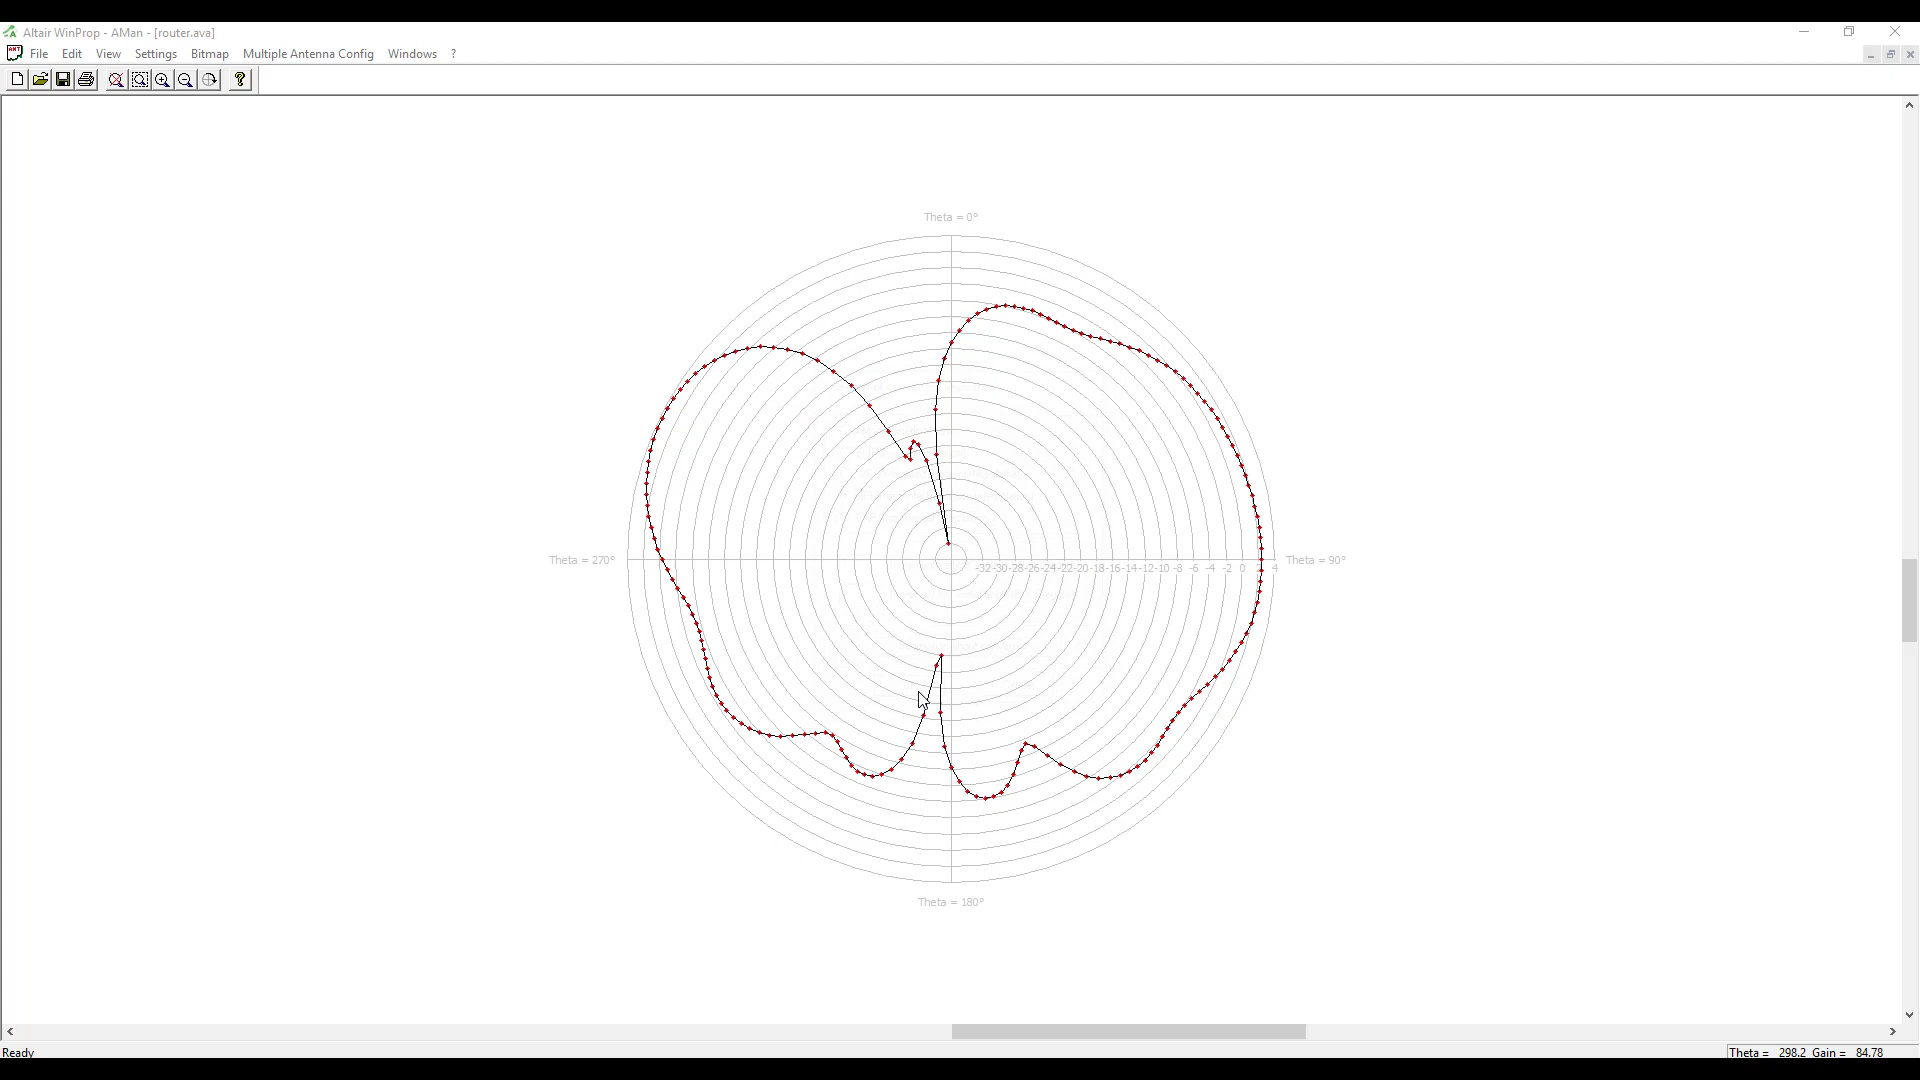 Altair WinProp - AMan - [router.ava]
File Edit View Settings Bitmap Multiple Antenna Config Windows ?
Theta = 0°
Theta = 270°
Theta = 90°
-32 -30 -28 -26 -24 -22 -20 -18 -16 -14 -12 -10 -8 -6 -4 -2 0 2 4
Theta = 180°
Ready
Theta = 298.2 Gain = 84.78